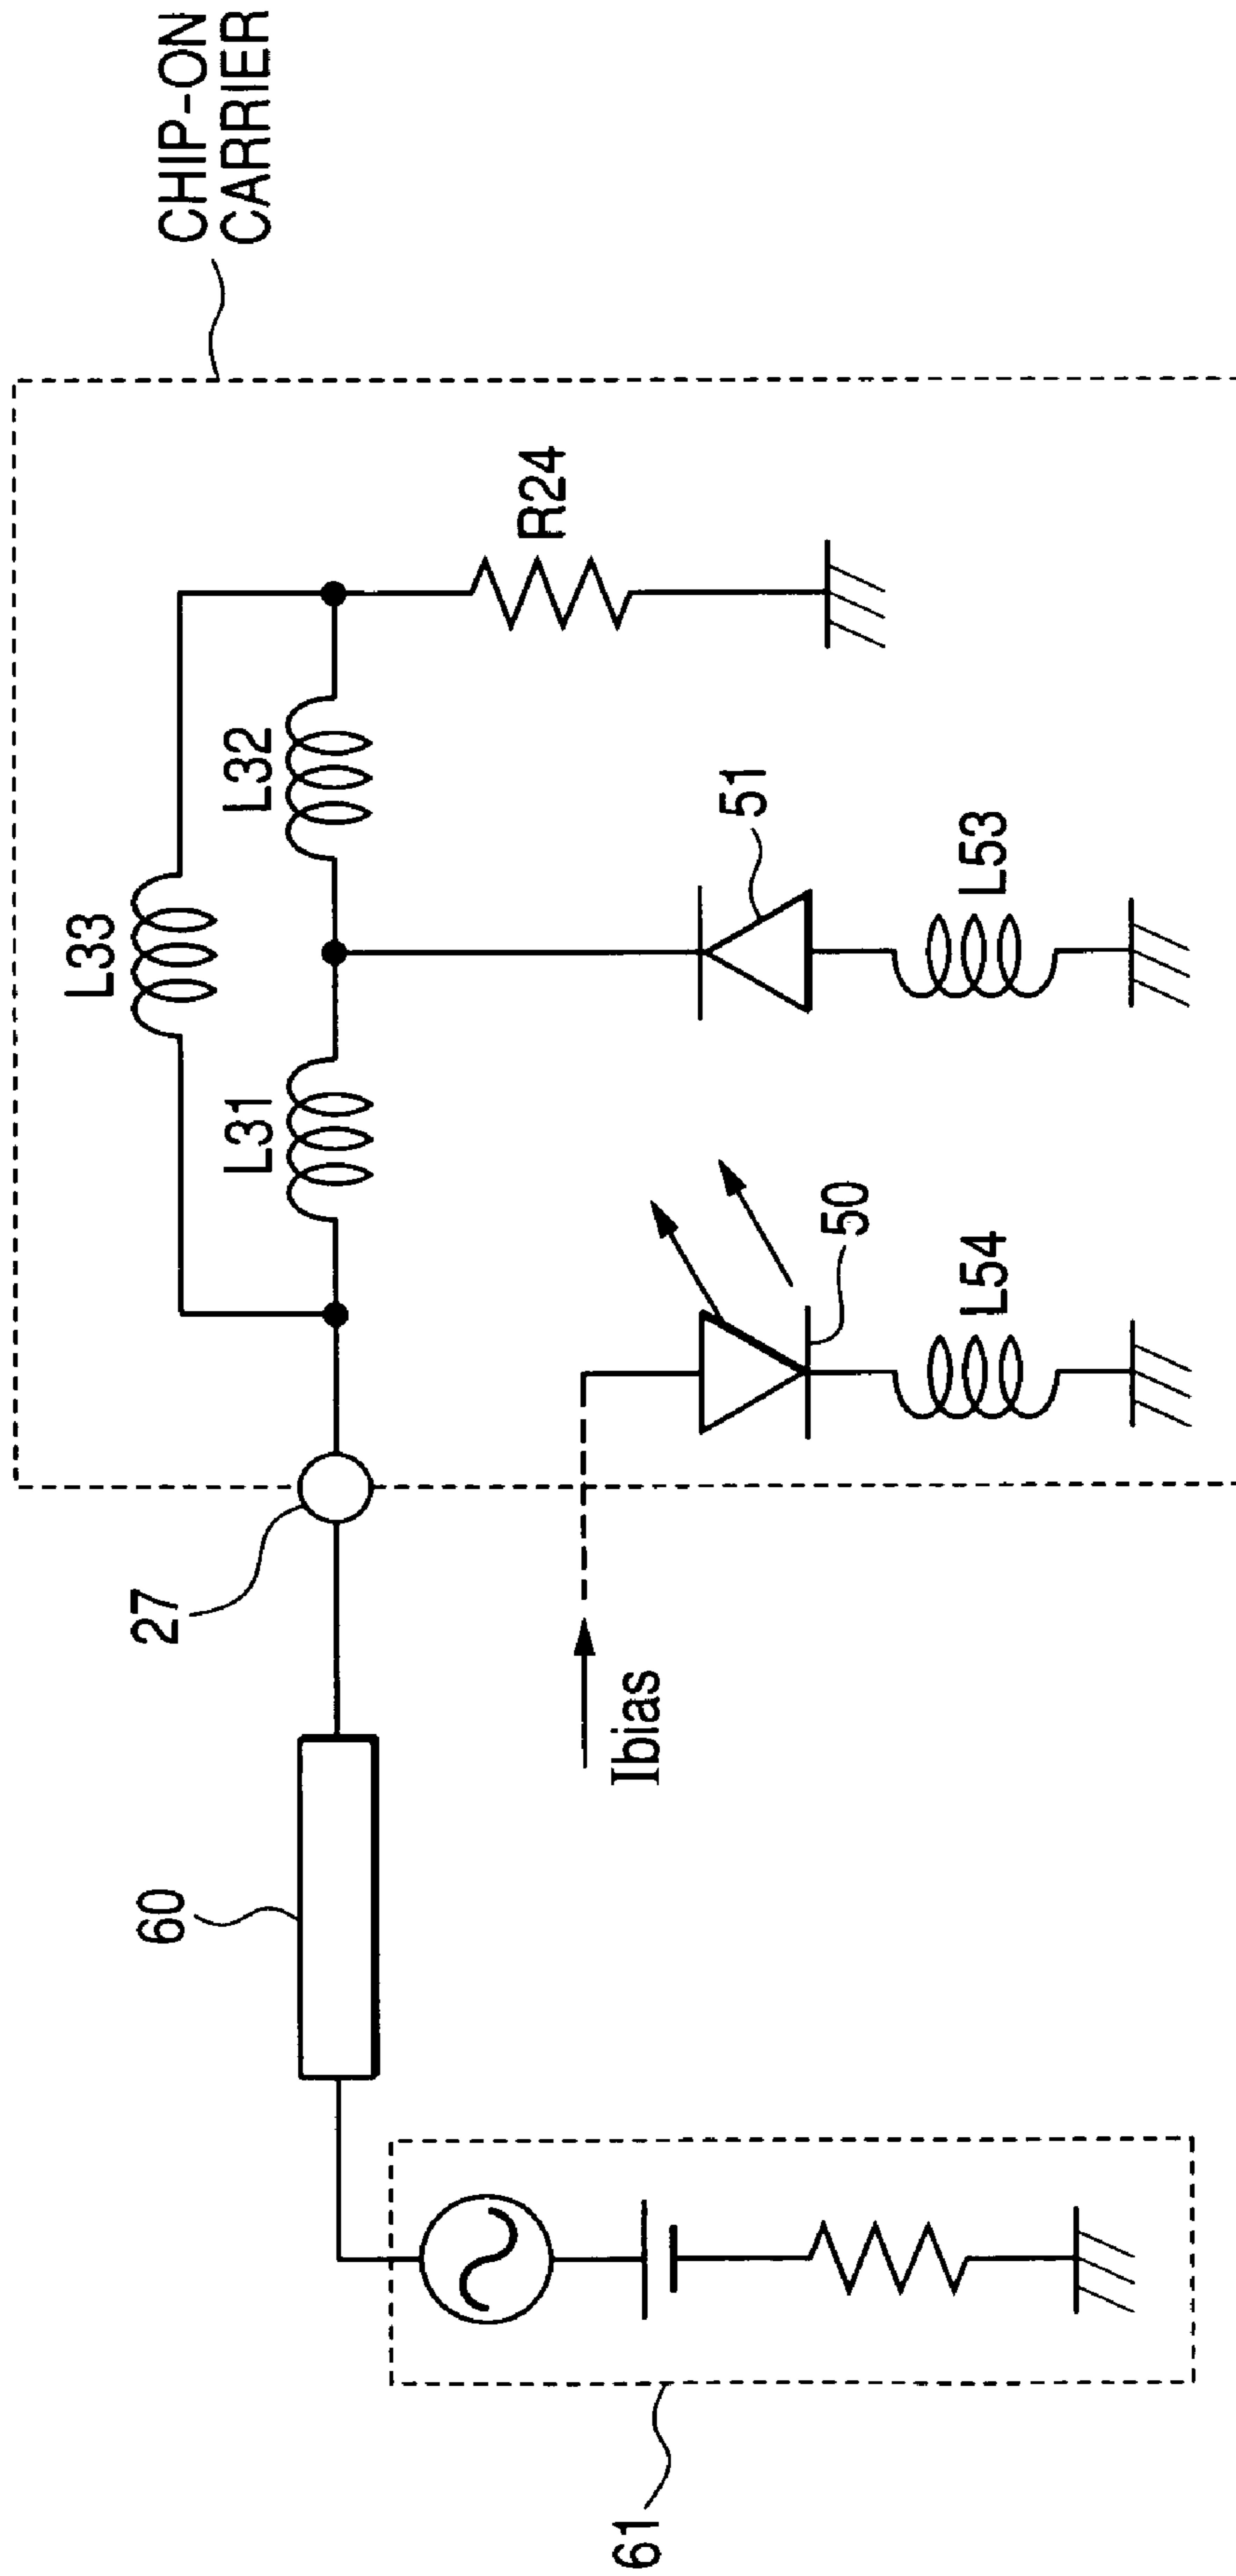 CHIP-ON
CARRIER
L33
L31
L32
R24
27
60
51
L53
50
L54
Ibias
61